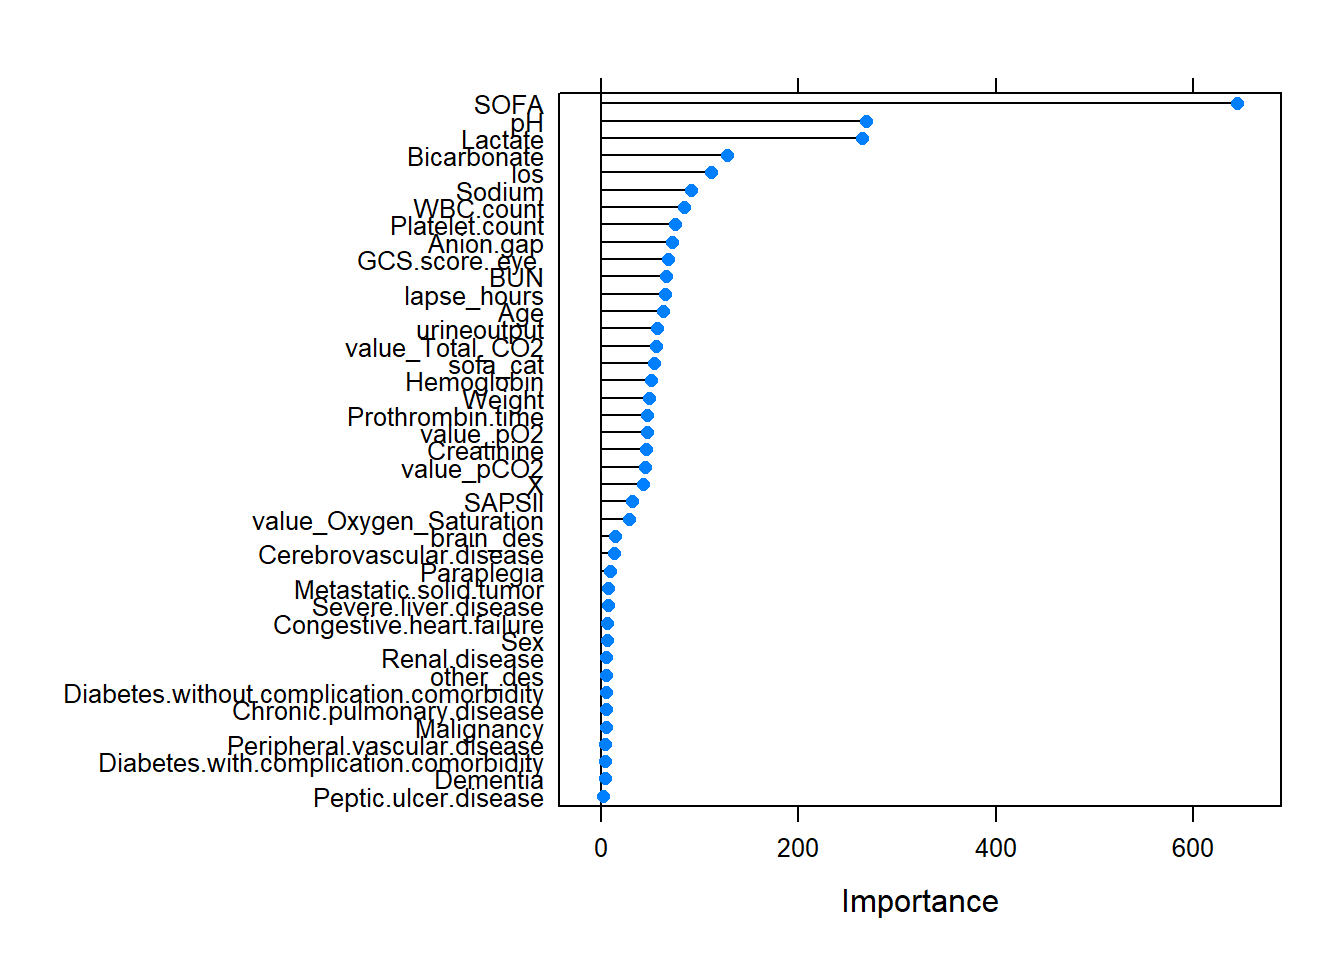 SOFA
pH
Lactate
Bicarbonate
los
Sodium
WBC.count
Platelet.count
Anion.gap
GCS.score..eye.
BUN
lapse_hours
Age
urineoutput
value_Total_CO2
sofa_cat
Hemoglobin
Weight
Prothrombin.time
value_pO2
Creatinine
value_pCO2
X
SAPSII
value_Oxygen_Saturation
brain_des
Cerebrovascular.disease
Paraplegia
Metastatic.solid.tumor
Severe.liver.disease
Congestive.heart.failure
Sex
Renal.disease
other_des
Diabetes.without.complication.comorbidity
Chronic.pulmonary.disease
Malignancy
Peripheral.vascular.disease
Diabetes.with.complication.comorbidity
Dementia
Peptic.ulcer.disease
0 200 400 600
Importance